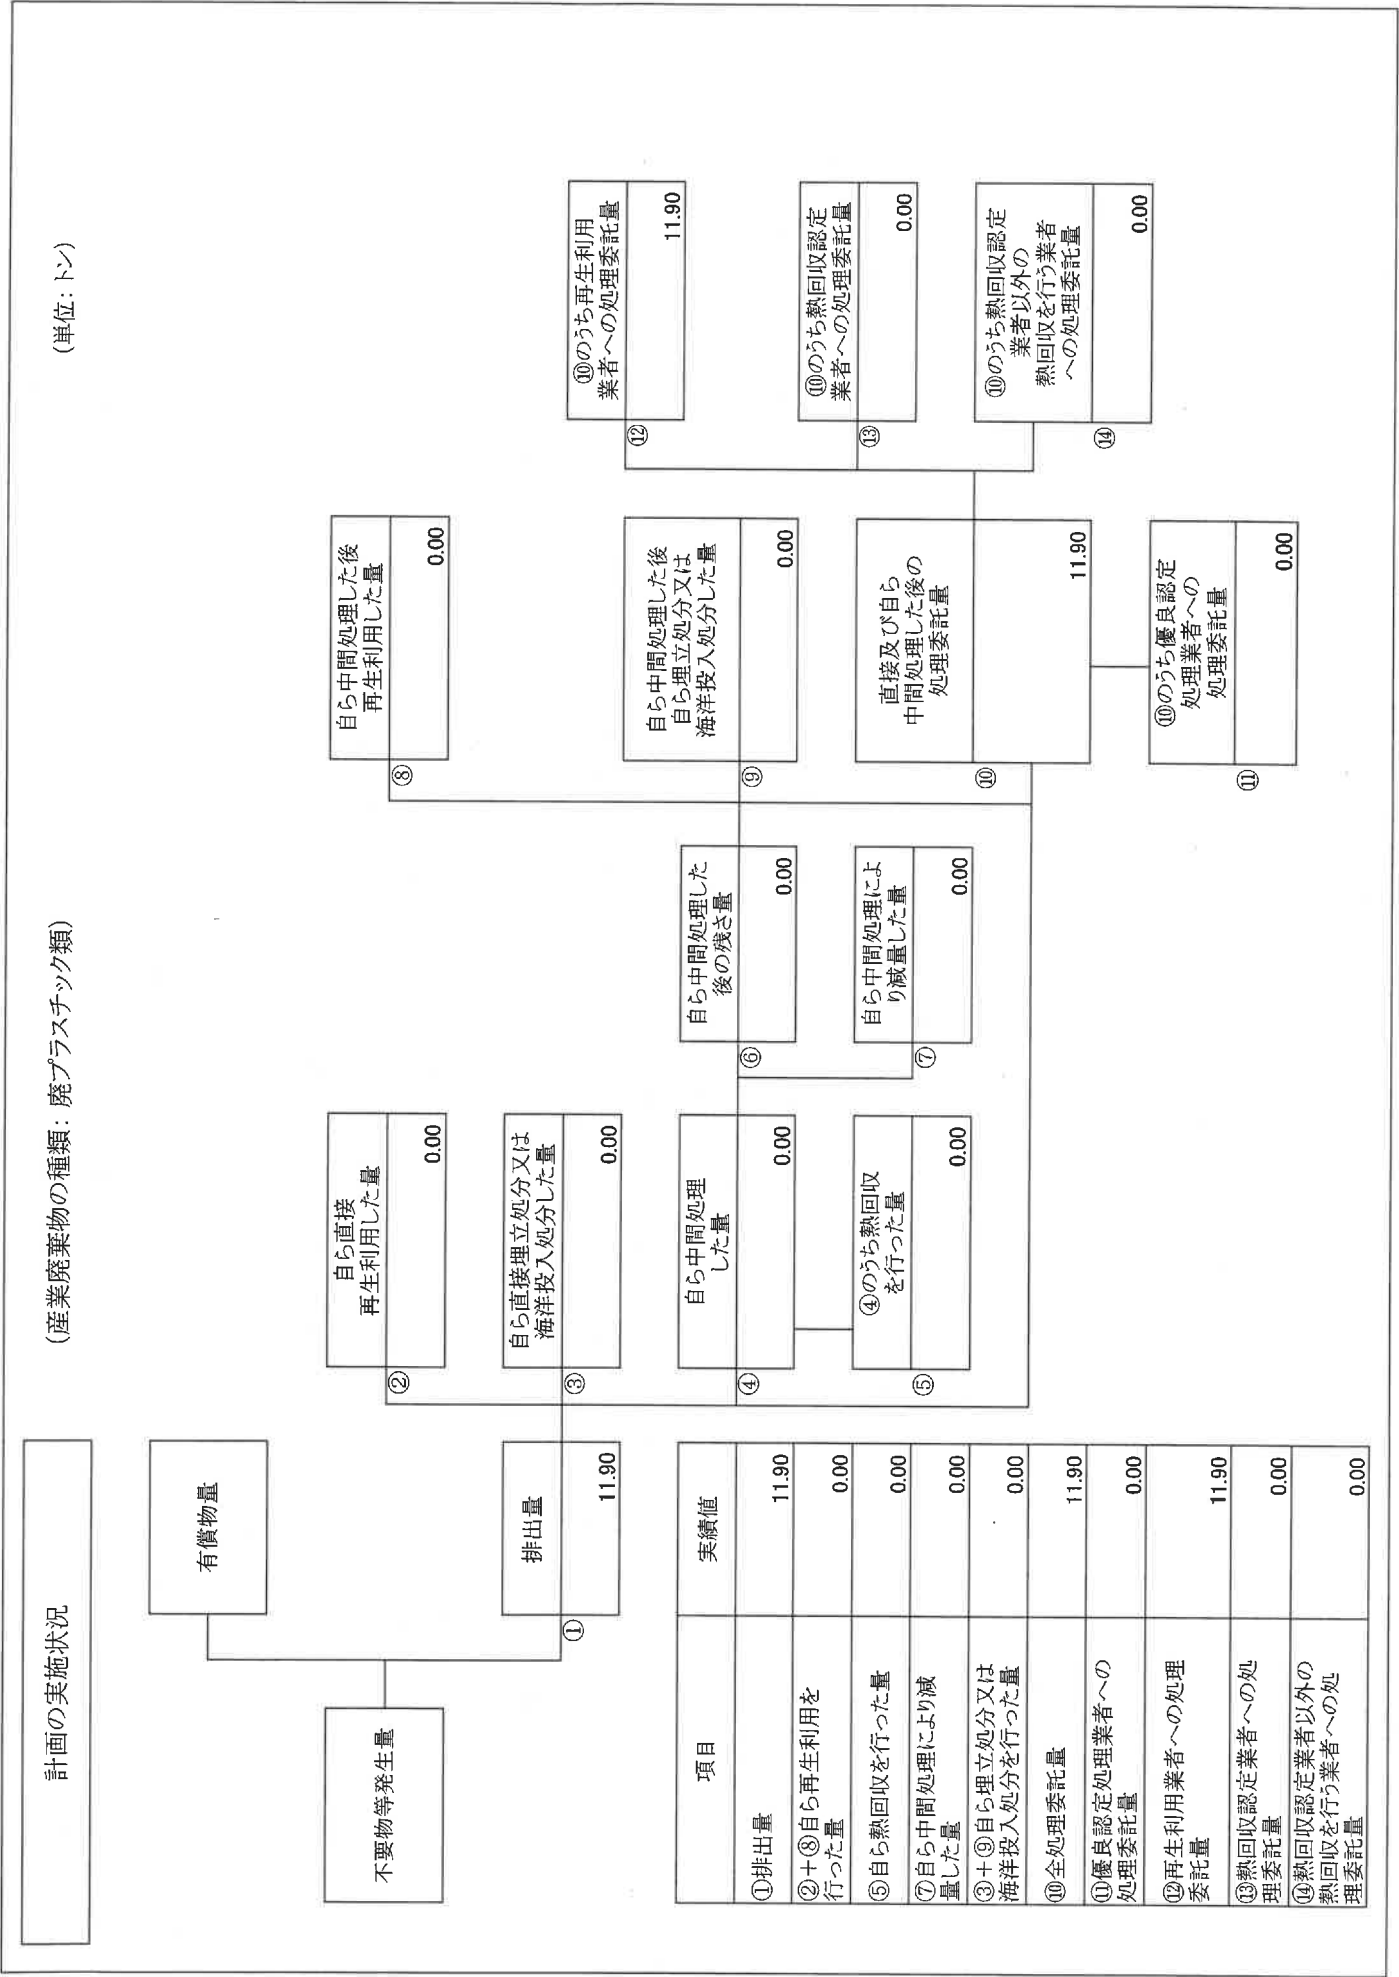 計画の実施状況
(産業廃棄物の種類：廃プラスチック類)
(単位：トン)
有償物量
不要物等発生量
①
排出量
11.90
②
自ら直接
再生利用した量
0.00
③
自ら直接埋立処分又は
海洋投入処分した量
0.00
④
自ら中間処理
した量
0.00
⑤
④のうち熱回収
を行った量
0.00
⑥
自ら中間処理した
後の残さ量
0.00
⑦
自ら中間処理によ
り減量した量
0.00
⑧
自ら中間処理した後
再生利用した量
0.00
⑨
自ら中間処理した後
自ら埋立処分又は
海洋投入処分した量
0.00
⑩
直接及び自ら
中間処理した後の
処理委託量
11.90
⑪
⑩のうち優良認定
処理業者への
処理委託量
0.00
⑫
⑩のうち再生利用
業者への処理委託量
11.90
⑬
⑩のうち熱回収認定
業者への処理委託量
0.00
⑭
⑩のうち熱回収認定
業者以外の
熱回収を行う業者
への処理委託量
0.00
項目 実績値
①排出量 11.90
②＋⑧自ら再生利用を
行った量 0.00
⑤自ら熱回収を行った量 0.00
⑦自ら中間処理により減
量した量 0.00
③＋⑨自ら埋立処分又は
海洋投入処分を行った量 0.00
⑩全処理委託量 11.90
⑪優良認定処理業者への
処理委託量 0.00
⑫再生利用業者への処理
委託量 11.90
⑬熱回収認定業者への処
理委託量 0.00
⑭熱回収認定業者以外の
熱回収を行う業者への処
理委託量 0.00